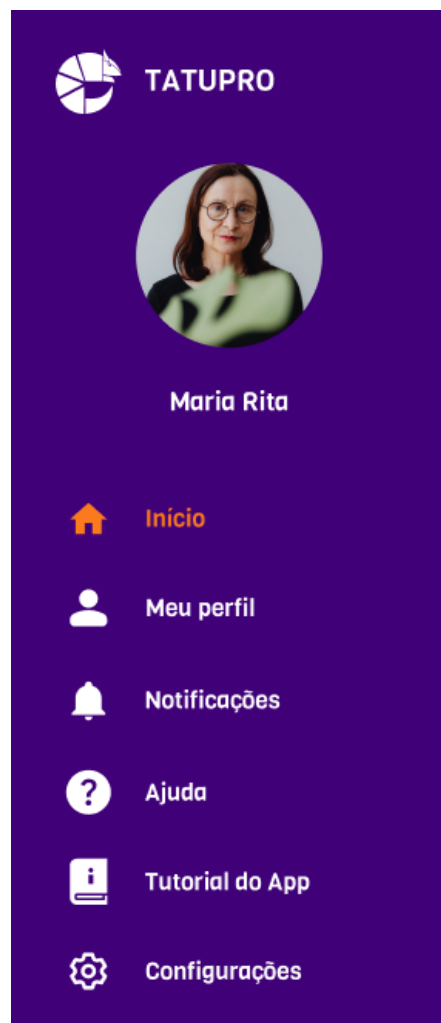 TATUPRO
Maria Rita
Início
Meu perfil
Notificações
Ajuda
Tutorial do App
Configurações